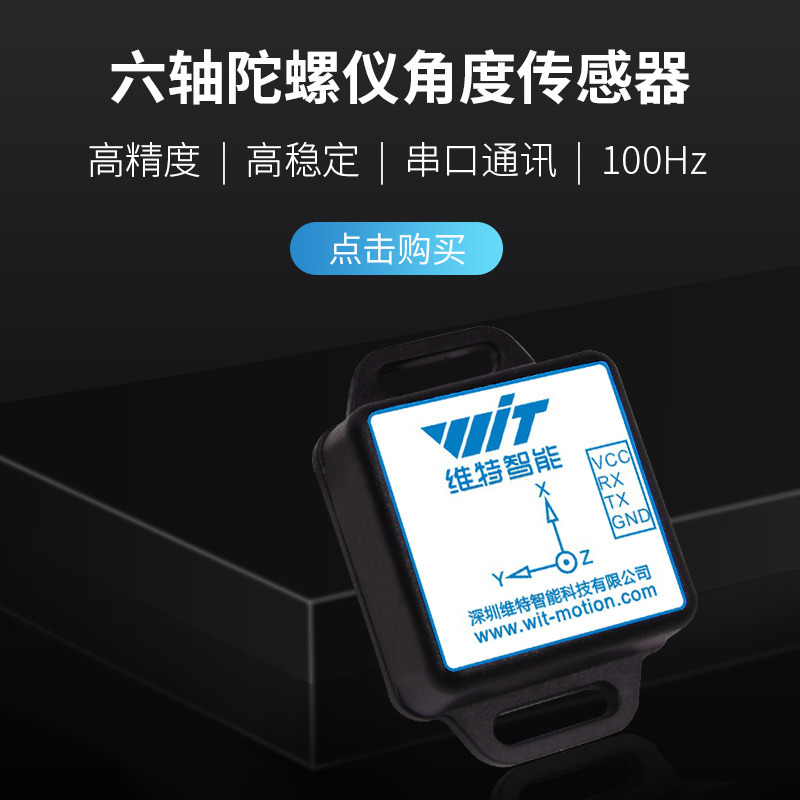 六轴陀螺仪角度传感器
高精度 | 高稳定 | 串口通讯 | 100Hz
点击购买
WIT
维特智能
VCC
RX
TX
GND
X
Y
Z
深圳维特智能科技有限公司
www.wit-motion.com